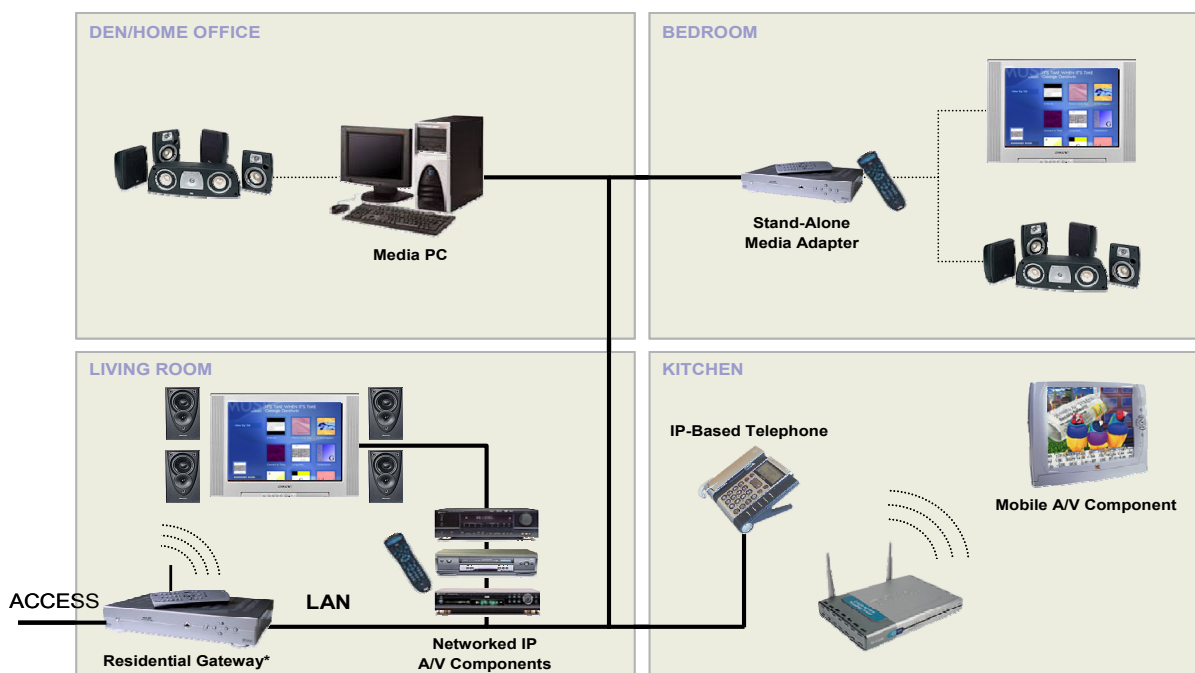 DEN/HOME OFFICE
Media PC
BEDROOM
Stand-Alone
Media Adapter
LIVING ROOM
ACCESS
LAN
Residential Gateway*
Networked IP
A/V Components
KITCHEN
IP-Based Telephone
Mobile A/V Component